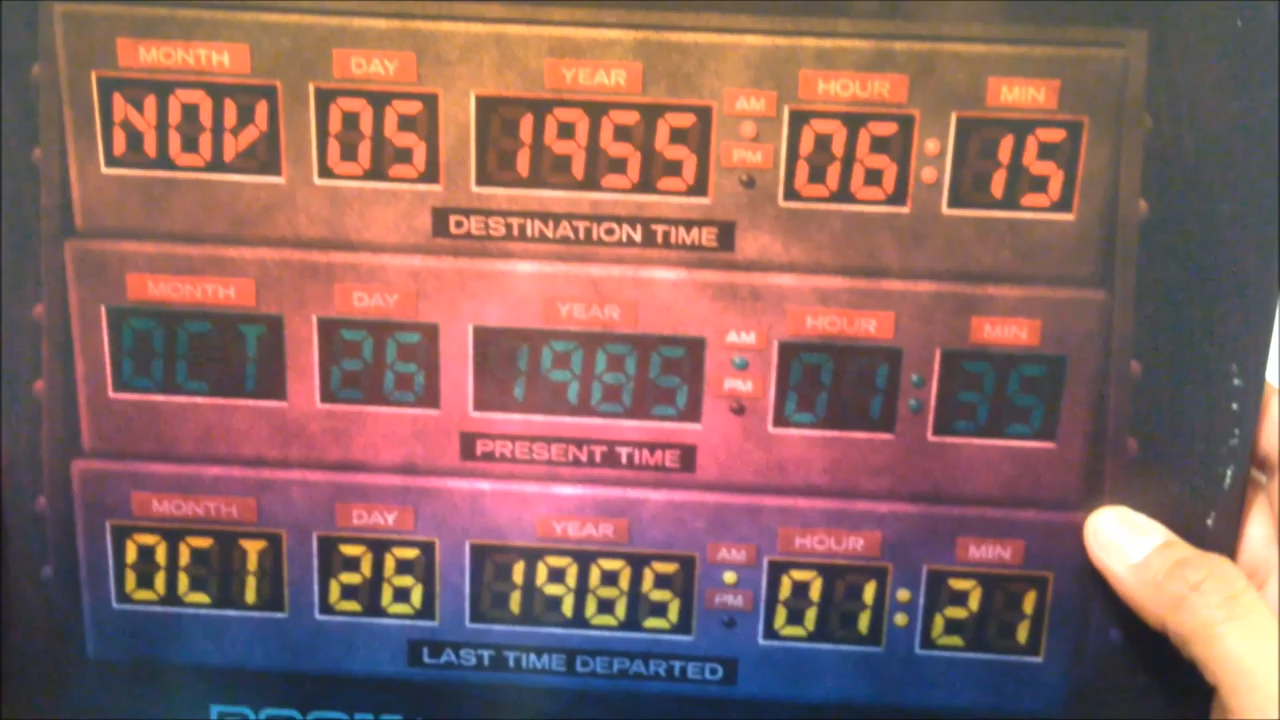 MONTH DAY YEAR AM HOUR MIN
NOV 05 1955 PM 06:15
DESTINATION TIME
MONTH DAY YEAR AM HOUR MIN
OCT 26 1985 PM 01:35
PRESENT TIME
MONTH DAY YEAR AM HOUR MIN
OCT 26 1985 PM 01:21
LAST TIME DEPARTED